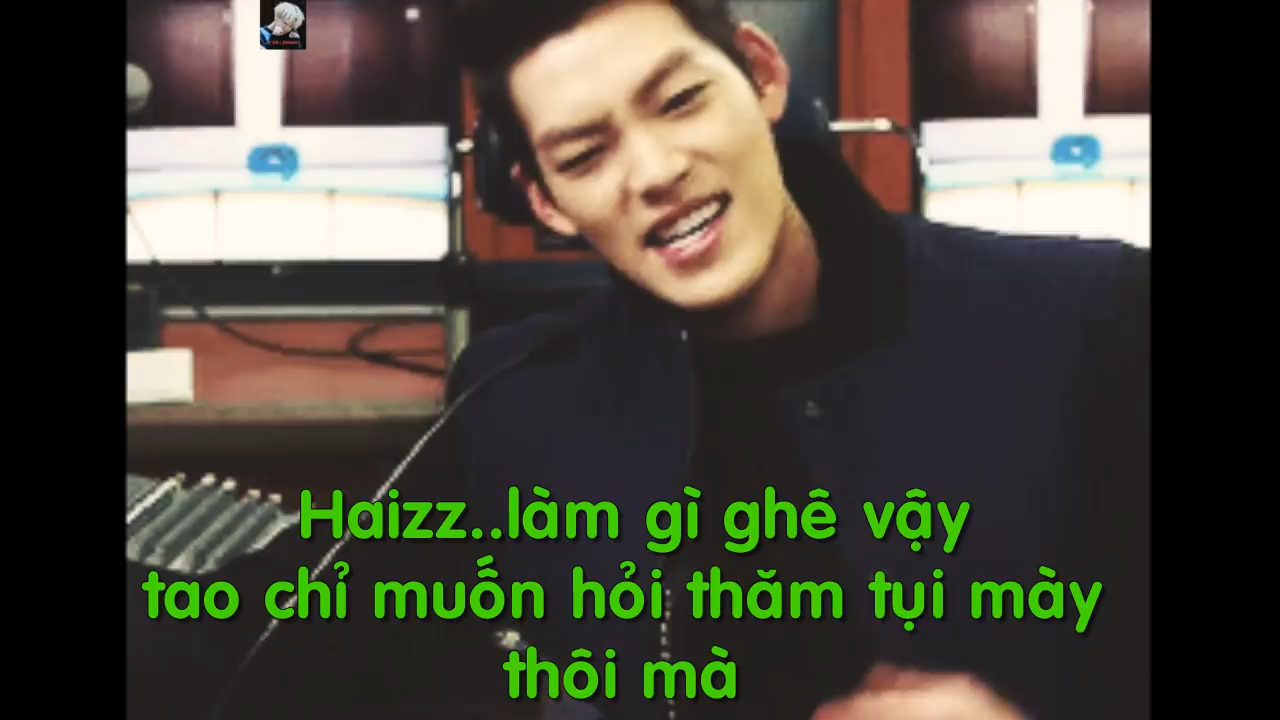 Haizz..làm gì ghê vậy
tao chỉ muốn hỏi thăm tụi mày
thôi mà